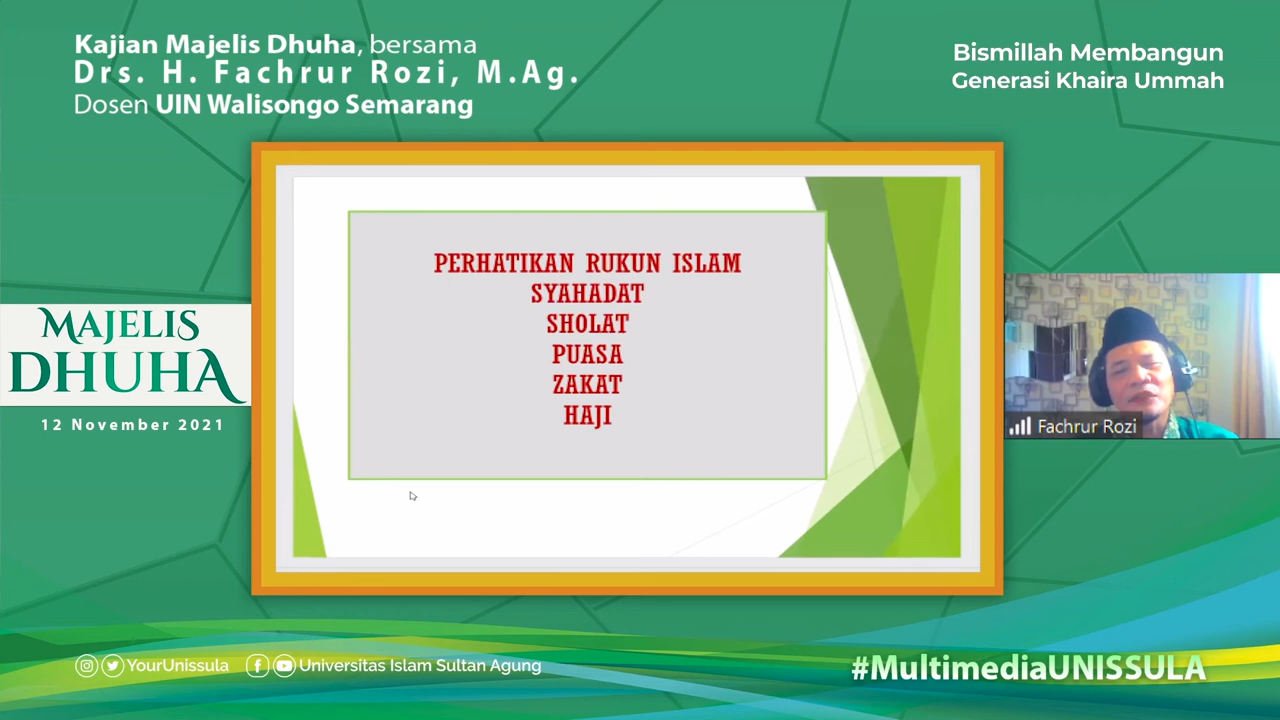 Kajian Majelis Dhuha, bersama
Drs. H. Fachrur Rozi, M.Ag.
Dosen UIN Walisongo Semarang
Bismillah Membangun
Generasi Khaira Ummah
PERHATIKAN RUKUN ISLAM
SYAHADAT
SHOLAT
PUASA
ZAKAT
HAJI
MAJELIS
DHUHA
12 November 2021
Fachrur Rozi
YourUnissula
Universitas Islam Sultan Agung
#MultimediaUNISSULA